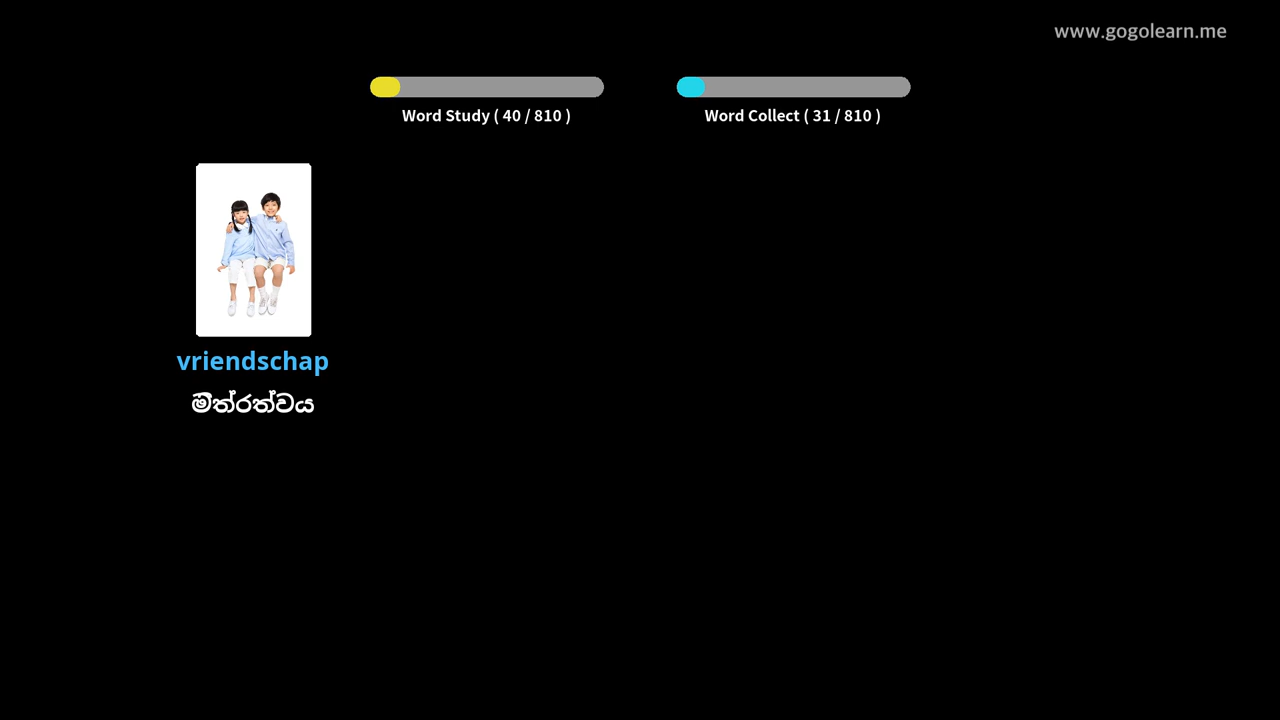 www.gogolearn.me
Word Study ( 40 / 810 )
Word Collect ( 31 / 810 )
vriendschap
මිත්රත්වය